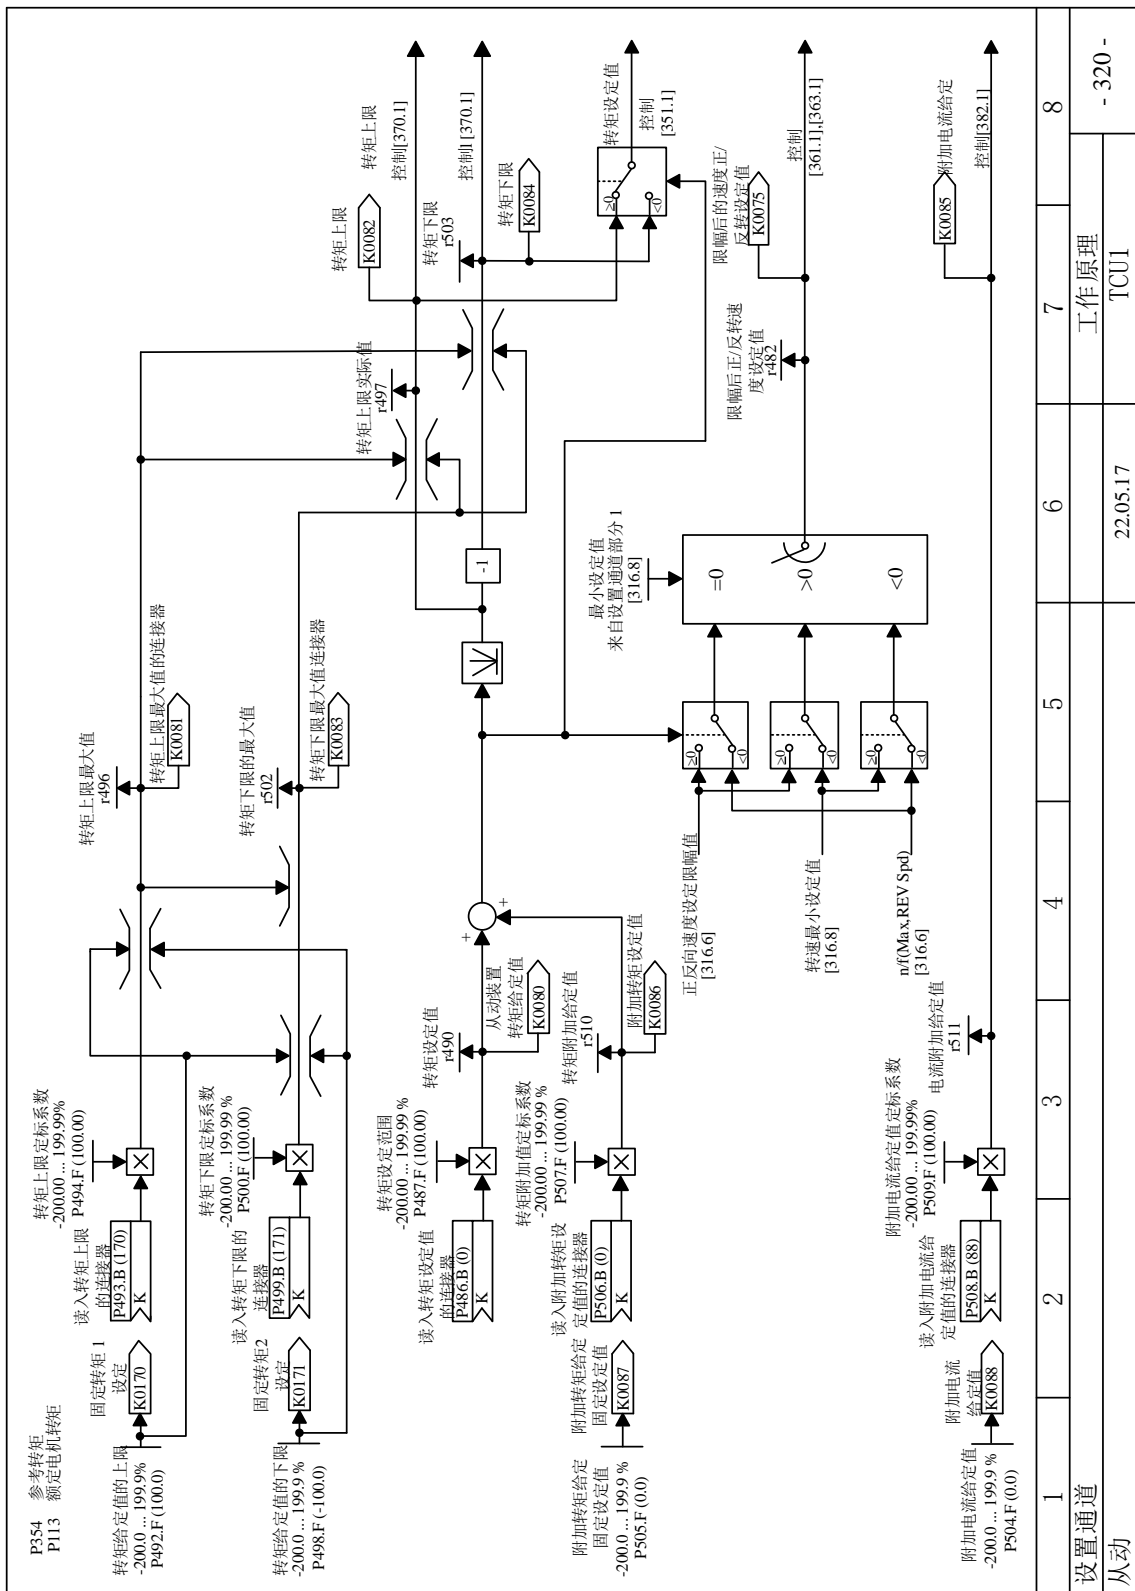 P354 参考转矩
P113 额定电机转矩
转矩给定值的上限
-200.0 ... 199.9%
P492.F (100.0)
固定转矩 1
设定
K0170
读入转矩上限
的连接器
P493.B (170)
K
转矩上限定标系数
-200.00 ... 199.99%
P494.F (100.00)
转矩上限最大值
r496
转矩上限最大值的连接器
K0081
转矩给定值的下限
-200.0 ... 199.9 %
P498.F (-100.0)
固定转矩2
设定
K0171
读入转矩下限的
连接器
P499.B (171)
K
转矩下限定标系数
-200.00 ... 199.99 %
P500.F (100.00)
转矩下限的最大值
r502
转矩下限最大值连接器
K0083
转矩上限实际值
r497
转矩上限
K0082
转矩上限
控制[370.1]
读入转矩设定值
的连接器
P486.B (0)
K
转矩设定范围
-200.00 ... 199.99 %
P487.F (100.00)
转矩设定值
r490
从动装置
转矩给定值
K0080
+
+
-1
转矩下限
r503
转矩下限
K0084
控制1 [370.1]
附加转矩给定
固定设定值
-200.0 ... 199.9 %
P505.F (0.0)
附加转矩给定
固定设定值
K0087
读入附加转矩设
定值的连接器
P506.B (0)
K
转矩附加值定标系数
-200.00 ... 199.99 %
P507.F (100.00)
转矩附加给定值
r510
附加转矩设定值
K0086
≥0
<0
转矩设定值
控制
[351.1]
正反向速度设定限幅值
[316.6]
转速最小设定值
[316.8]
n/f(Max,REV Spd)
[316.6]
≥0
<0
≥0
<0
≥0
<0
最小设定值
来自设置通道部分 1
[316.8]
=0
>0
<0
限幅后正/反转速
度设定值
r482
限幅后的速度正/
反转设定值
K0075
控制
[361.1],[363.1]
附加电流给定值
-200.0 ... 199.9 %
P504.F (0.0)
附加电流
给定值
K0088
读入附加电流给
定值的连接器
P508.B (88)
K
附加电流给定值定标系数
-200.00 ... 199.99%
P509.F (100.00)
电流附加给定值
r511
K0085
附加电流给定
控制[382.1]
1 2 3 4 5 6 7 8
设置通道
从动
22.05.17
工作原理
TCU1
- 320 -